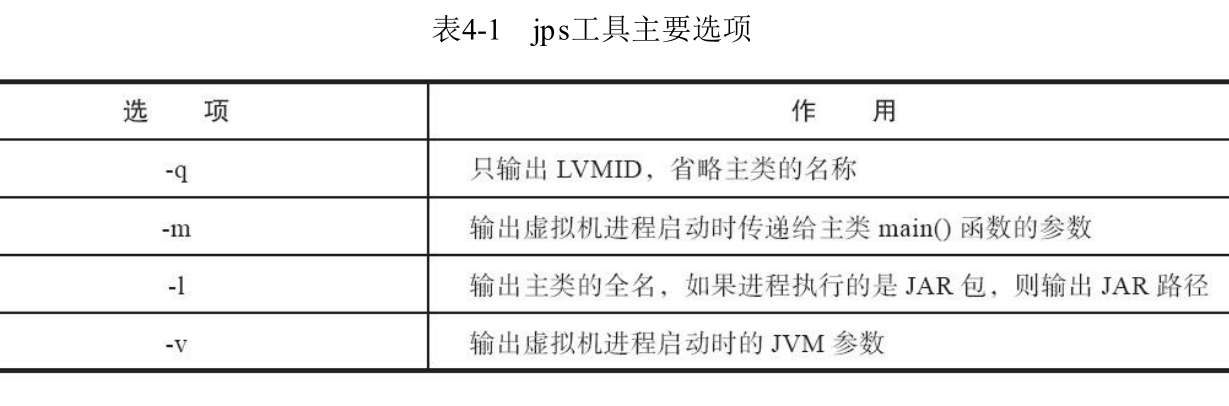 表4-1 jps工具主要选项
选 项 作 用
-q 只输出 LVMID，省略主类的名称
-m 输出虚拟机进程启动时传递给主类 main() 函数的参数
-l 输出主类的全名，如果进程执行的是 JAR 包，则输出 JAR 路径
-v 输出虚拟机进程启动时的 JVM 参数